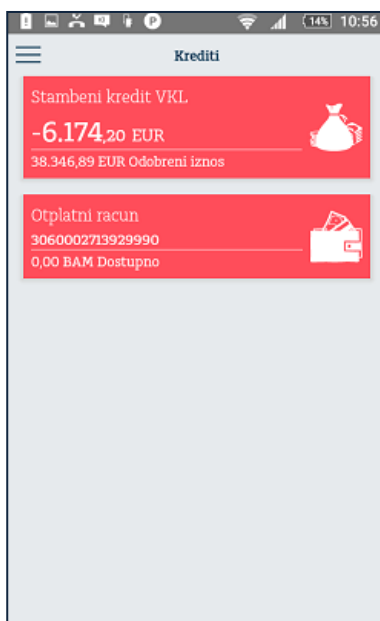 14% 10:56
Krediti
Stambeni kredit VKL
-6.174,20 EUR
38.346,89 EUR Odobreni iznos
Otplatni racun
3060002713929990
0,00 BAM Dostupno